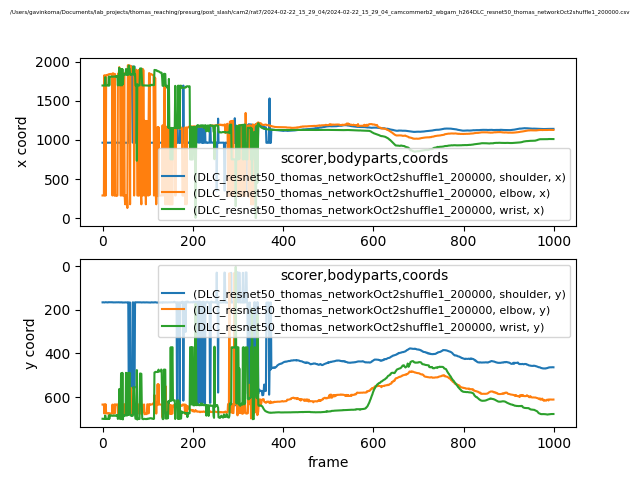 /Users/gavinkoma/Documents/lab_projects/thomas_reaching/presurg/post_slash/cam2/rat7/2024-02-22_15_29_04/2024-02-22_15_29_04_camcommerb2_wbgam_h264DLC_resnet50_thomas_networkOct2shuffle1_200000.csv
2000
1500
1000
500
0
x coord
scorer,bodyparts,coords
(DLC_resnet50_thomas_networkOct2shuffle1_200000, shoulder, x)
(DLC_resnet50_thomas_networkOct2shuffle1_200000, elbow, x)
(DLC_resnet50_thomas_networkOct2shuffle1_200000, wrist, x)
0 200 400 600 800 1000
0
200
400
600
y coord
scorer,bodyparts,coords
(DLC_resnet50_thomas_networkOct2shuffle1_200000, shoulder, y)
(DLC_resnet50_thomas_networkOct2shuffle1_200000, elbow, y)
(DLC_resnet50_thomas_networkOct2shuffle1_200000, wrist, y)
0 200 400 600 800 1000
frame